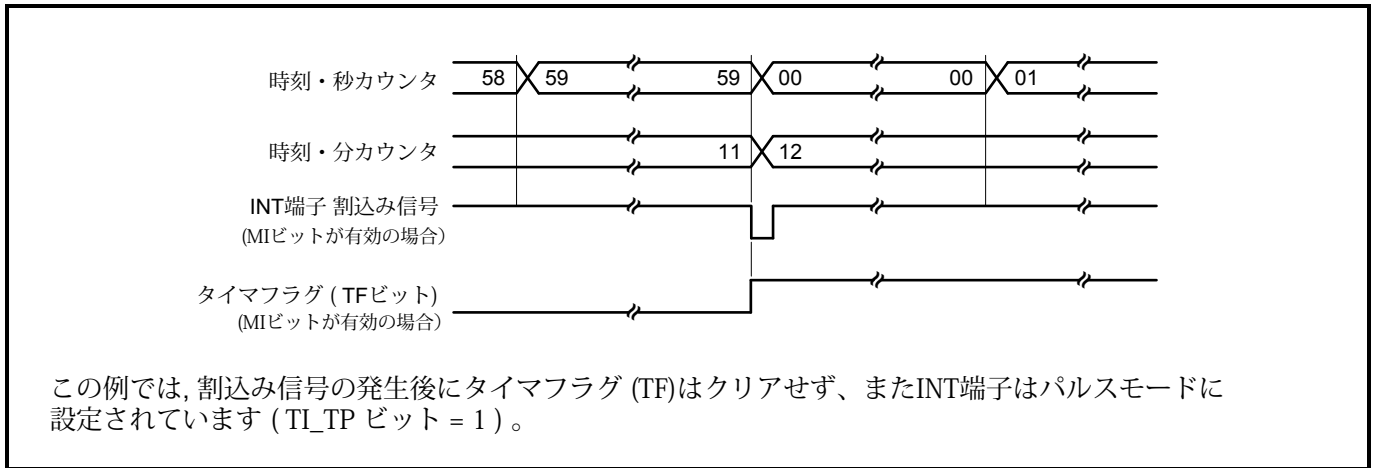 時刻・秒カウンタ 58 59 59 00 00 01
時刻・分カウンタ 11 12
INT端子 割込み信号
(MIビットが有効の場合）
タイマフラグ ( TFビット)
(MIビットが有効の場合）
この例では, 割込み信号の発生後にタイマフラグ (TF)はクリアせず、またINT端子はパルスモードに
設定されています ( TI_TP ビット = 1 ) 。